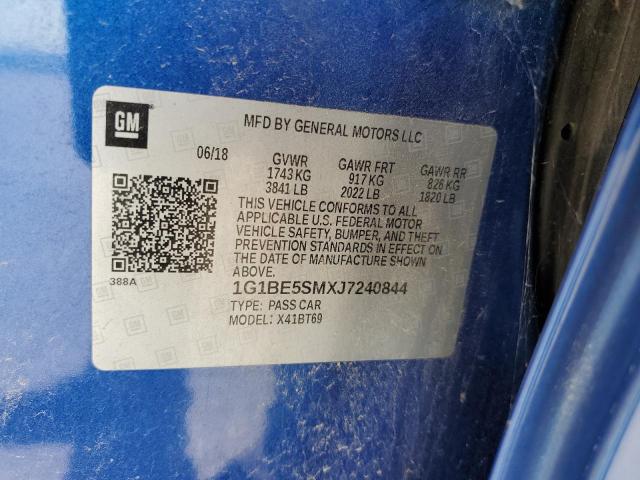 GM
MFD BY GENERAL MOTORS LLC
06/18 GVWR GAWR FRT GAWR RR
1743 KG 917 KG 826 KG
3841 LB 2022 LB 1820 LB
THIS VEHICLE CONFORMS TO ALL
APPLICABLE U.S. FEDERAL MOTOR
VEHICLE SAFETY, BUMPER, AND THEFT
PREVENTION STANDARDS IN EFFECT ON
THE DATE OF MANUFACTURE SHOWN
ABOVE.
388A
1G1BE5SMXJ7240844
TYPE: PASS CAR
MODEL: X41BT69